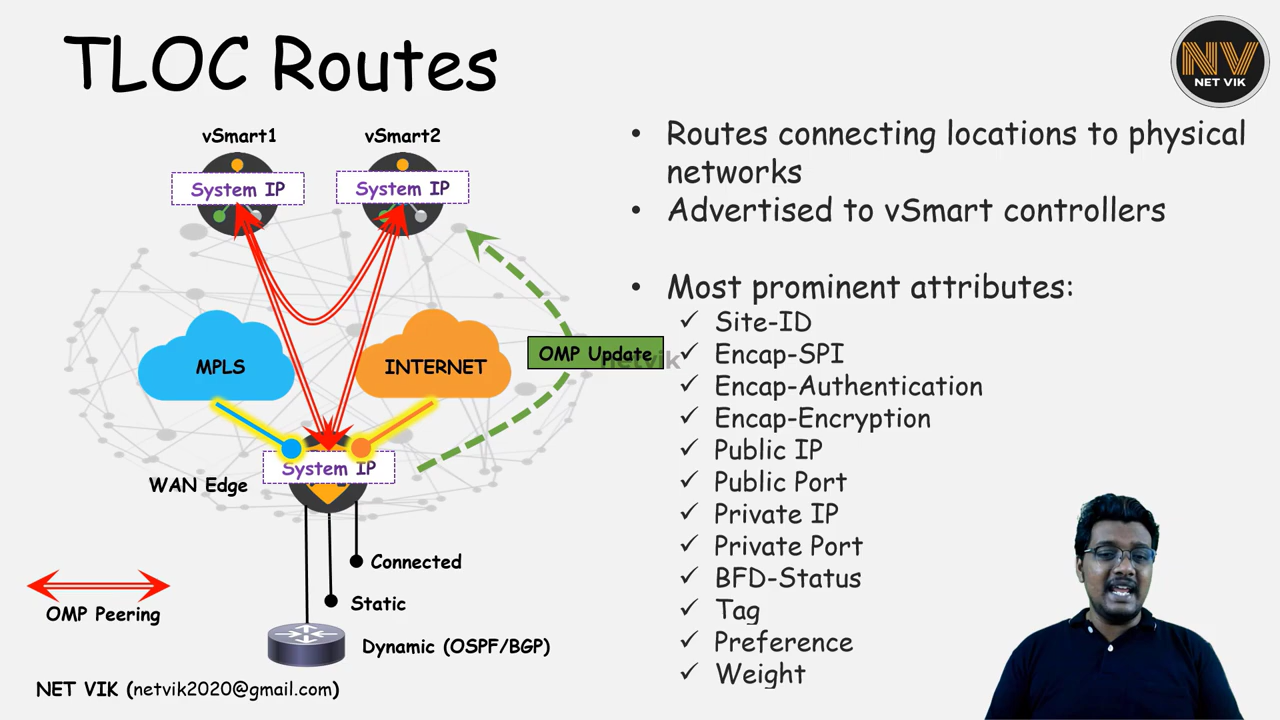 TLOC Routes
NV
NET VIK
vSmart1
vSmart2
System IP
System IP
MPLS
INTERNET
OMP Update
netvik
System IP
WAN Edge
Connected
Static
Dynamic (OSPF/BGP)
OMP Peering
NET VIK (netvik2020@gmail.com)
• Routes connecting locations to physical
networks
• Advertised to vSmart controllers
• Most prominent attributes:
✓ Site-ID
✓ Encap-SPI
✓ Encap-Authentication
✓ Encap-Encryption
✓ Public IP
✓ Public Port
✓ Private IP
✓ Private Port
✓ BFD-Status
✓ Tag
✓ Preference
✓ Weight